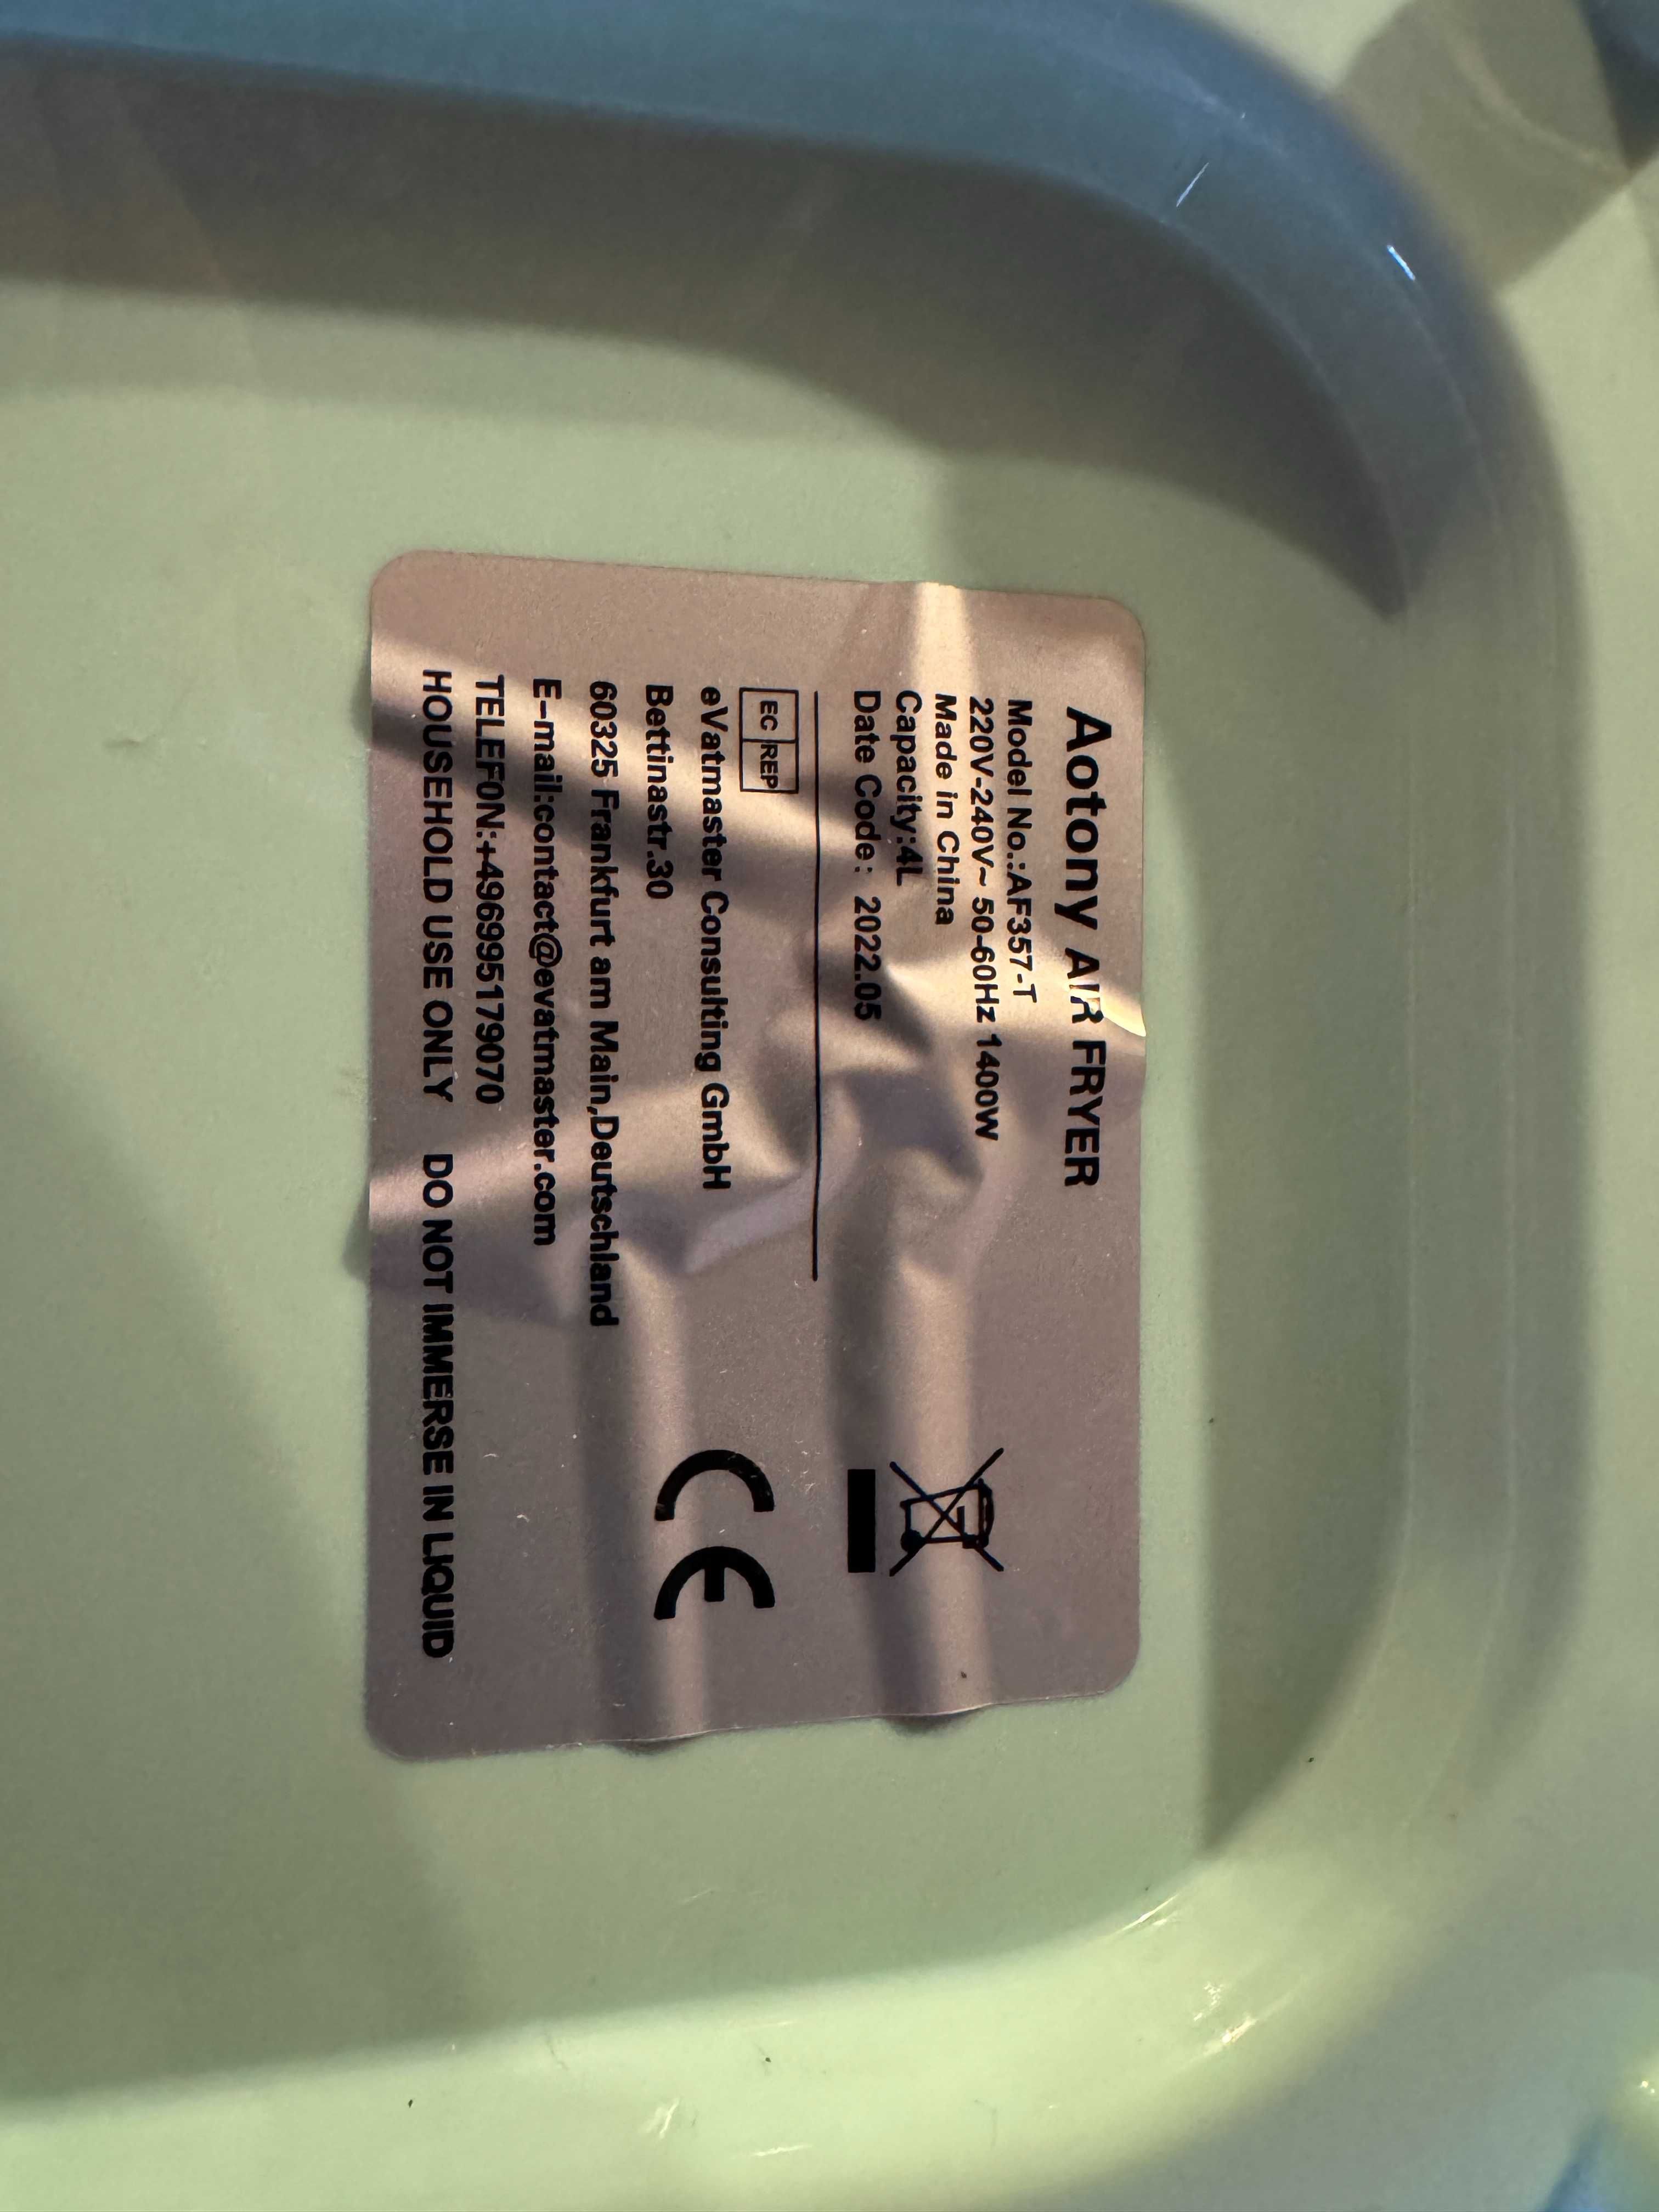 Aotony AIR FRYER
Model No.:AF357-T
220V-240V~ 50-60Hz 1400W
Made in China
Capacity:4L
Date Code: 2022.05
EC REP
eVatmaster Consulting GmbH
Bettinastr.30
60325 Frankfurt am Main,Deutschland
E-mail:contact@evatmaster.com
TELEFON:+4969951790​70
HOUSEHOLD USE ONLY DO NOT IMMERSE IN LIQUID
CE